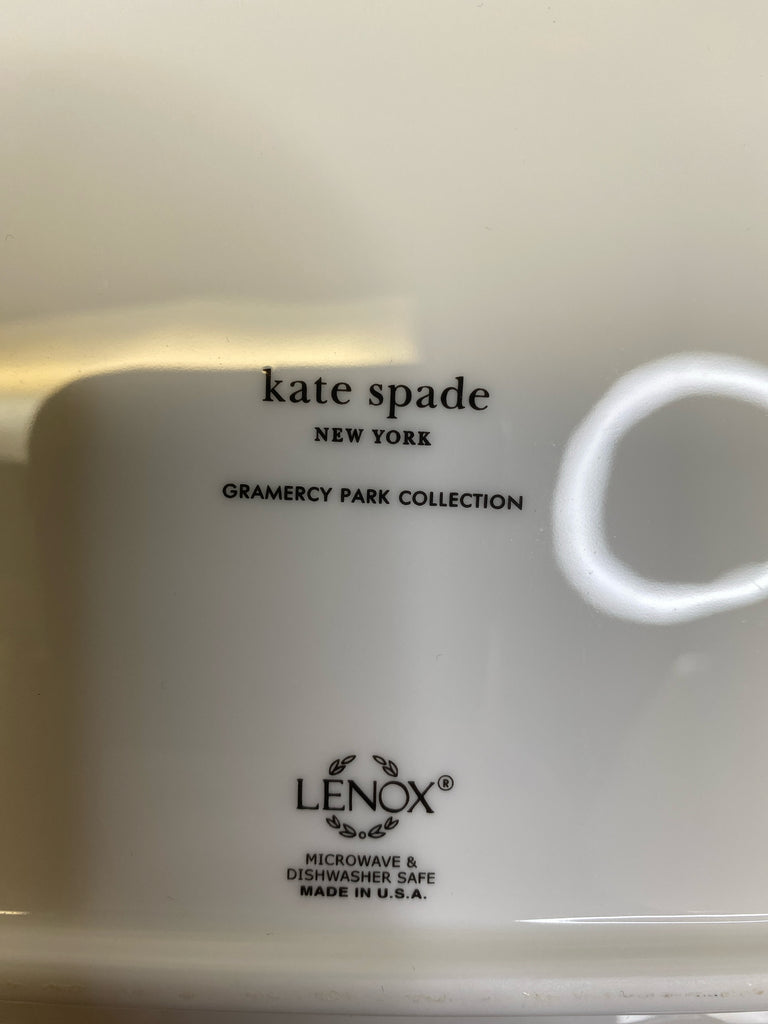 kate spade
NEW YORK
GRAMERCY PARK COLLECTION
LENOX®
MICROWAVE &
DISHWASHER SAFE
MADE IN U.S.A.